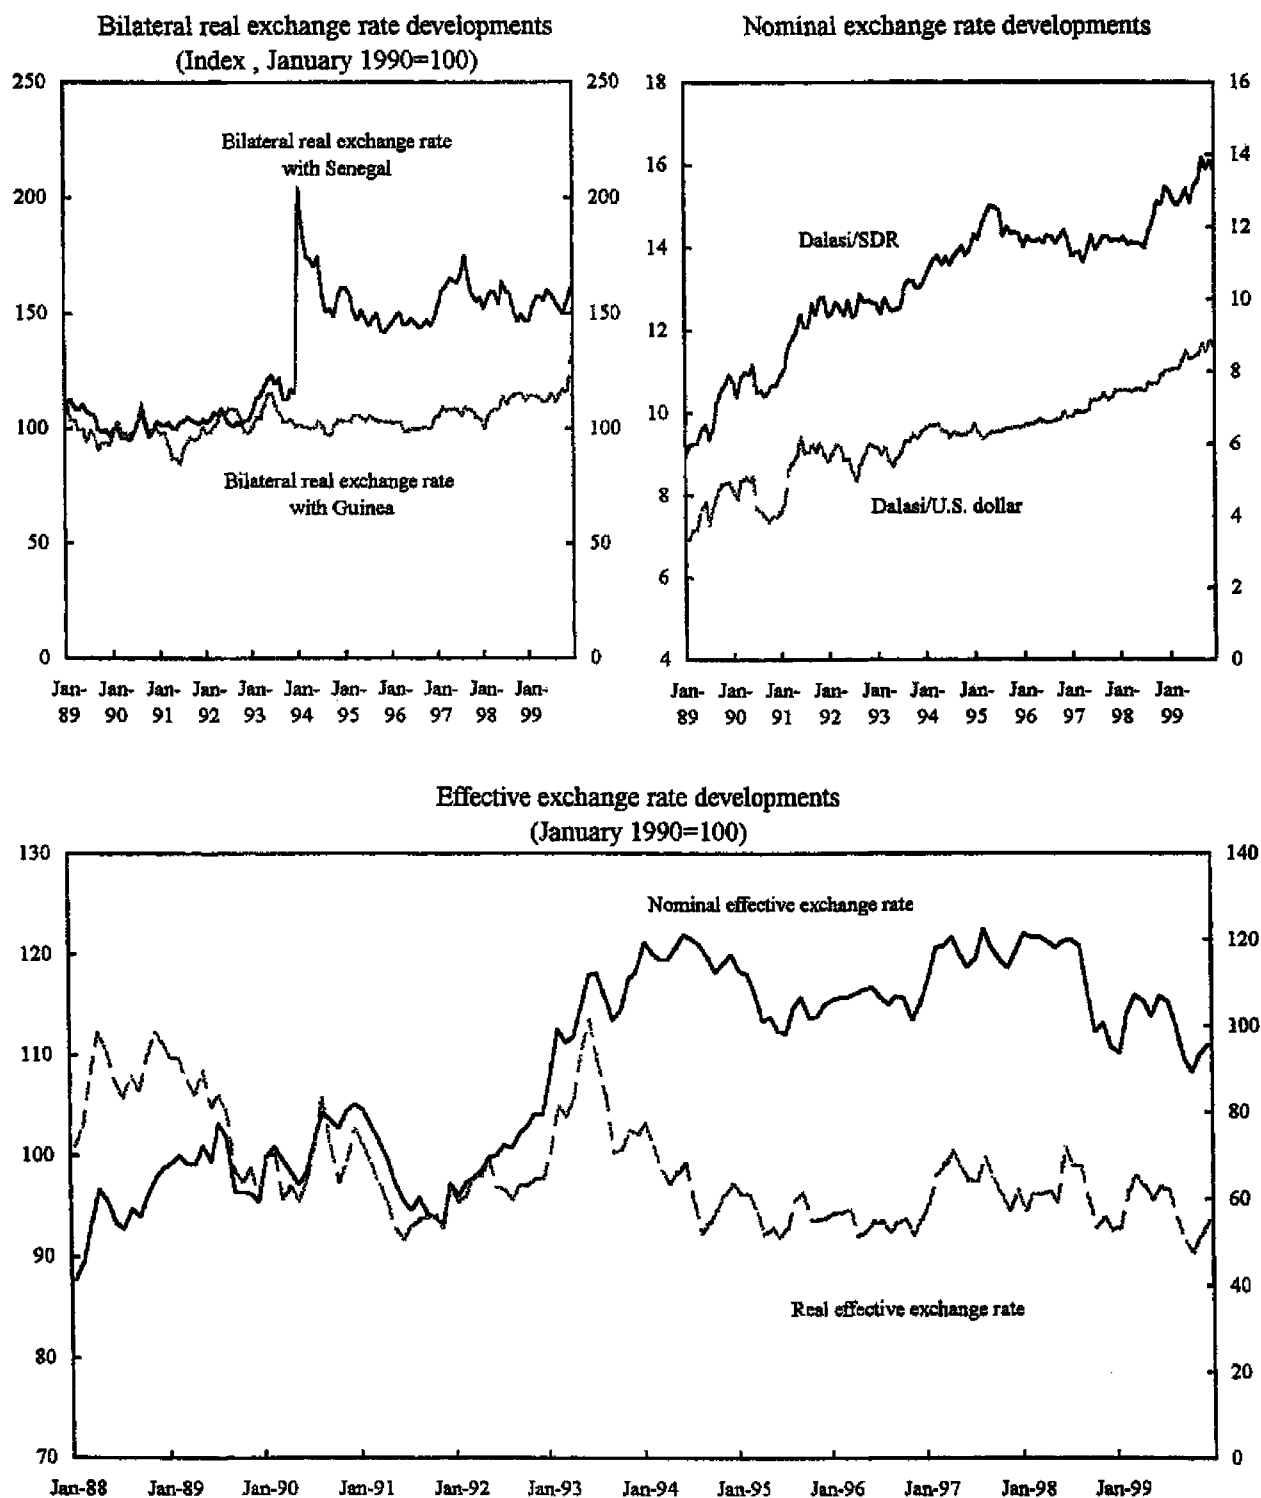 Bilateral real exchange rate developments
(Index , January 1990=100)
250
200
150
100
50
0
250
200
150
100
50
0
Bilateral real exchange rate
with Senegal
Bilateral real exchange rate
with Guinea
Jan- Jan- Jan- Jan- Jan- Jan- Jan- Jan- Jan- Jan- Jan-
89 90 91 92 93 94 95 96 97 98 99
Nominal exchange rate developments
18
16
14
12
10
8
6
4
16
14
12
10
8
6
4
2
0
Dalasi/SDR
Dalasi/U.S. dollar
Jan- Jan- Jan- Jan- Jan- Jan- Jan- Jan- Jan- Jan- Jan-
89 90 91 92 93 94 95 96 97 98 99
Effective exchange rate developments
(January 1990=100)
130
120
110
100
90
80
70
140
120
100
80
60
40
20
0
Nominal effective exchange rate
Real effective exchange rate
Jan-88 Jan-89 Jan-90 Jan-91 Jan-92 Jan-93 Jan-94 Jan-95 Jan-96 Jan-97 Jan-98 Jan-99